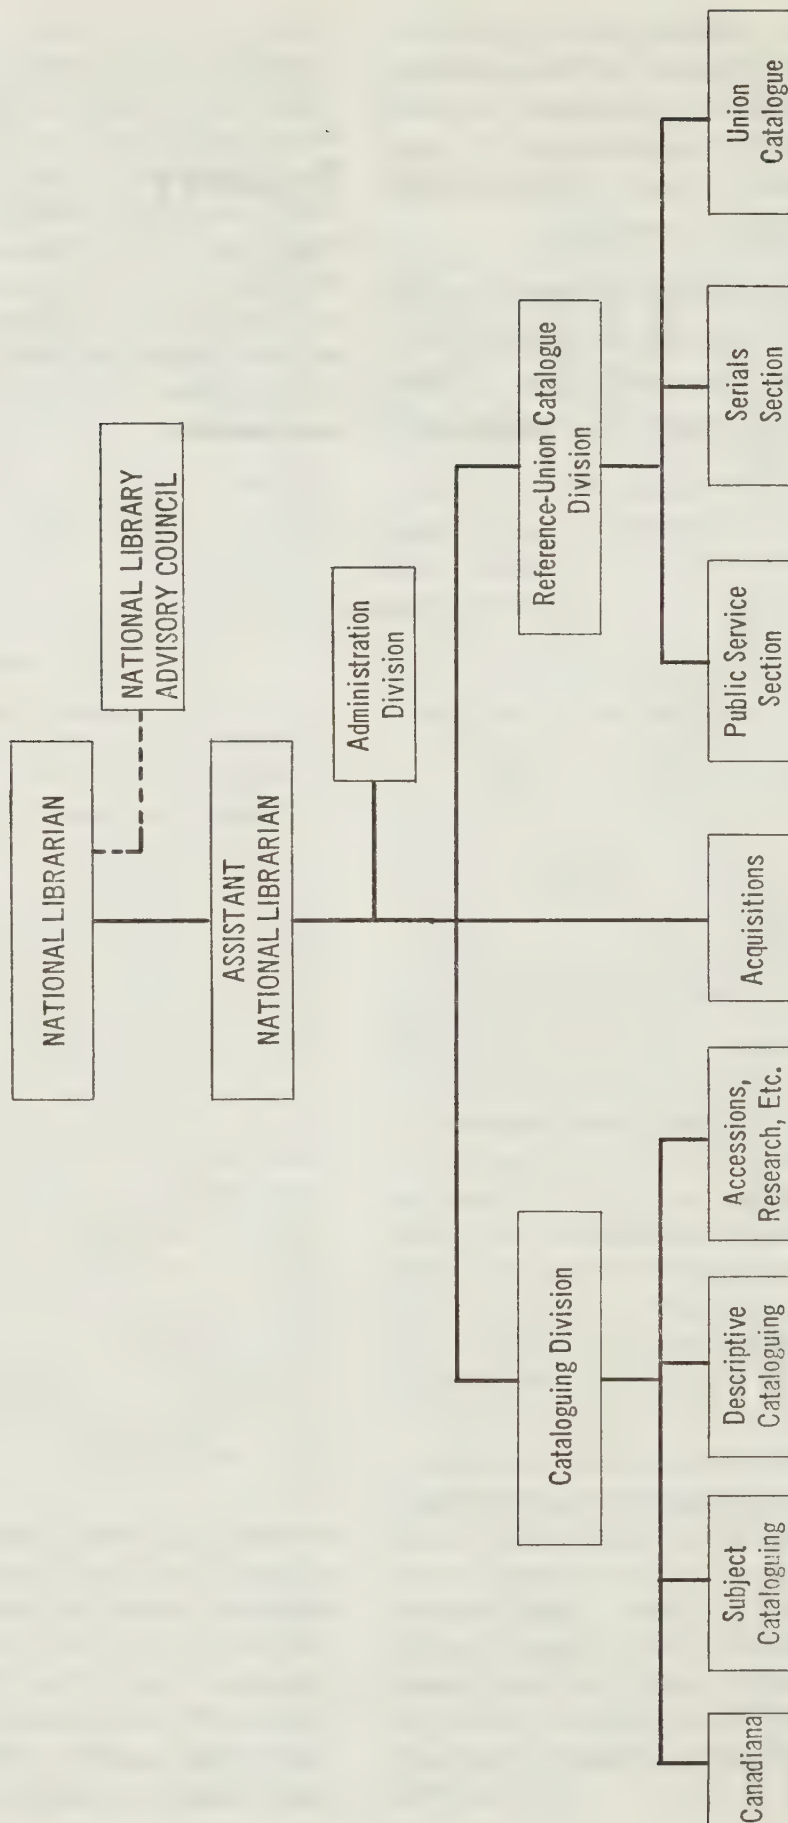 NATIONAL LIBRARIAN
NATIONAL LIBRARY
ADVISORY COUNCIL
ASSISTANT
NATIONAL LIBRARIAN
Administration
Division
Cataloguing Division
Reference-Union Catalogue
Division
Canadiana
Subject
Cataloguing
Descriptive
Cataloguing
Accessions,
Research, Etc.
Acquisitions
Public Service
Section
Serials
Section
Union
Catalogue